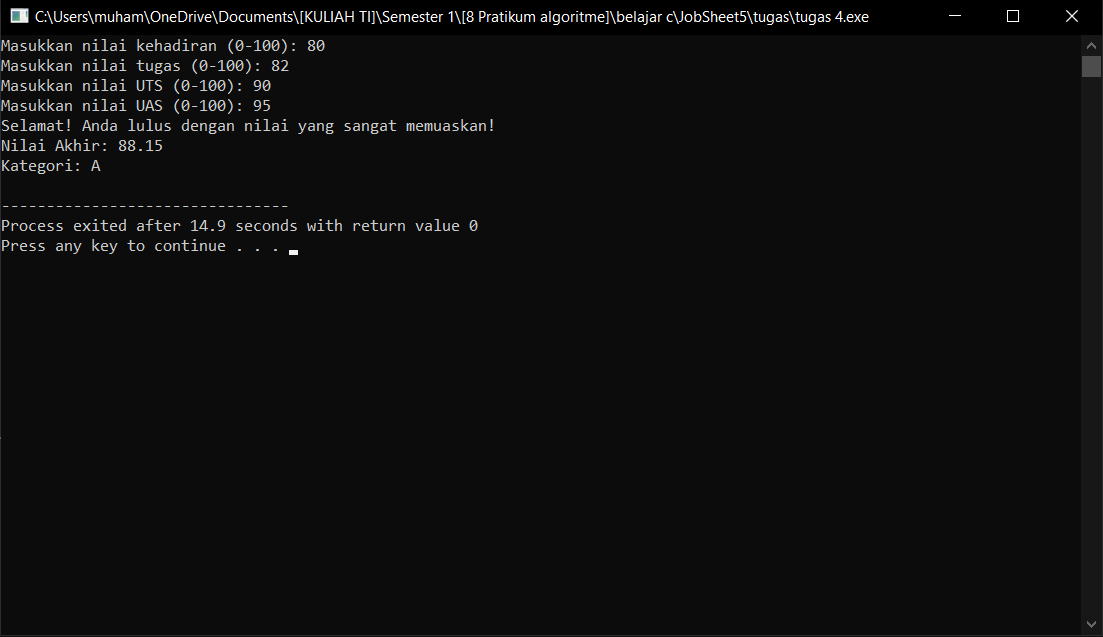 C:\Users\muham\OneDrive\Documents\[KULIAH TI]\Semester 1\[8 Pratikum algoritme]\belajar c\JobSheet5\tugas\tugas 4.exe
Masukkan nilai kehadiran (0-100): 80
Masukkan nilai tugas (0-100): 82
Masukkan nilai UTS (0-100): 90
Masukkan nilai UAS (0-100): 95
Selamat! Anda lulus dengan nilai yang sangat memuaskan!
Nilai Akhir: 88.15
Kategori: A
--------------------------------
Process exited after 14.9 seconds with return value 0
Press any key to continue . . .